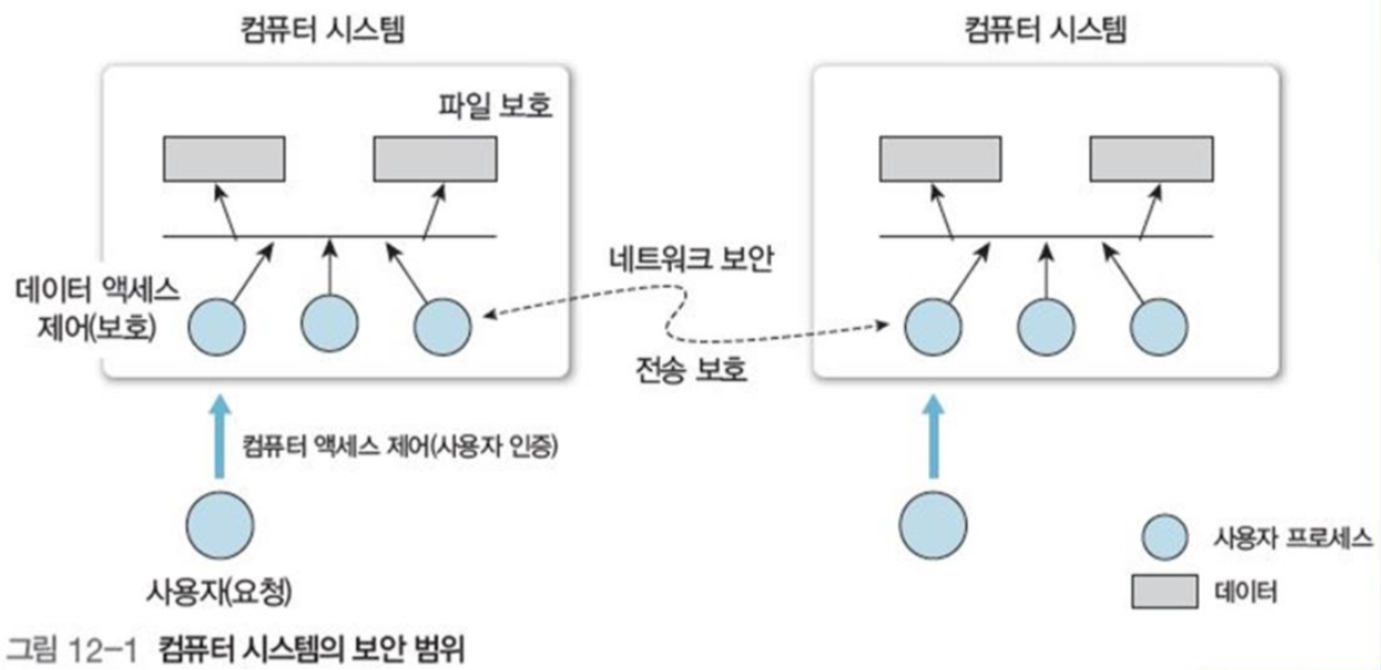 컴퓨터 시스템
컴퓨터 시스템
파일 보호
데이터 액세스
제어(보호)
네트워크 보안
전송 보호
컴퓨터 액세스 제어(사용자 인증)
사용자(요청)
사용자 프로세스
데이터
그림 12-1 컴퓨터 시스템의 보안 범위